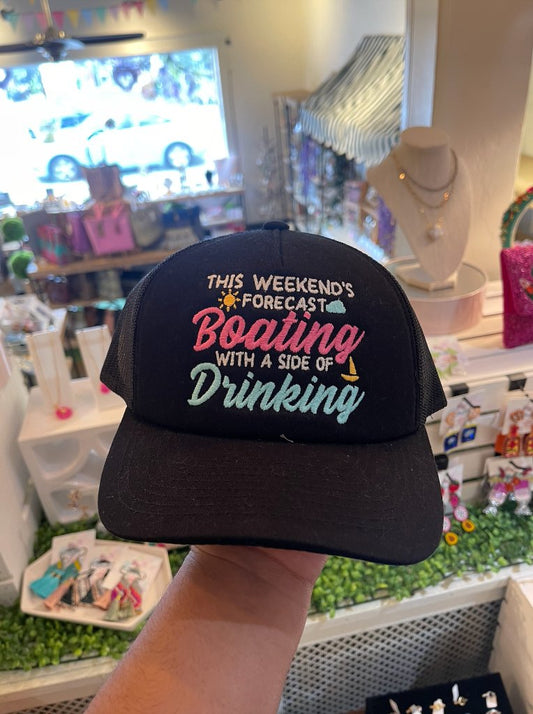 THIS WEEKEND'S
FORECAST
Boating
WITH A SIDE OF
Drinking